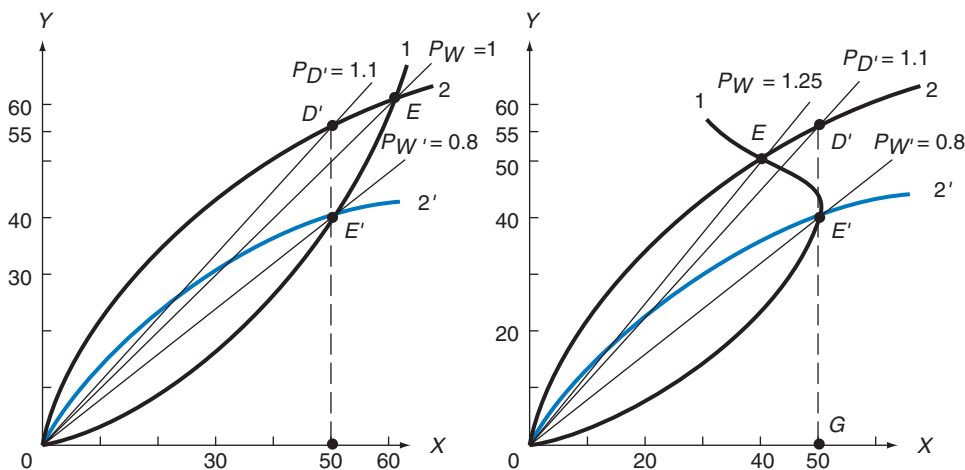 Y
1
P_W = 1
P_D' = 1.1
2
60
D'
E
55
P_W' = 0.8
40
2'
E'
30
0
30
50
60
X
Y
P_D' = 1.1
P_W = 1.25
1
2
60
E
D'
55
P_W' = 0.8
50
40
2'
E'
20
G
0
20
40
50
X